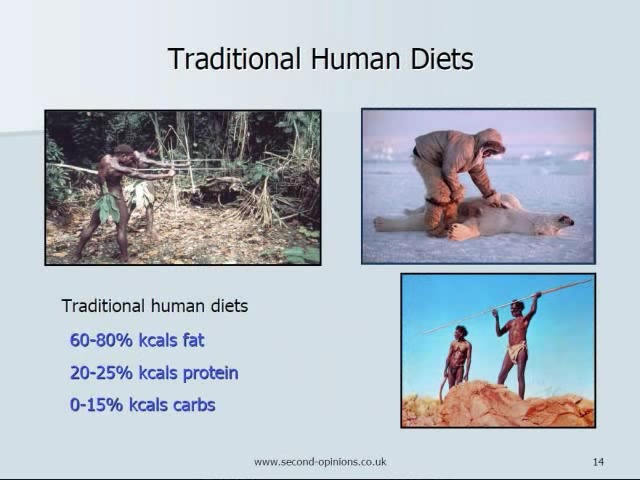 Traditional Human Diets
Traditional human diets
60-80% kcals fat
20-25% kcals protein
0-15% kcals carbs
www.second-opinions.co.uk
14